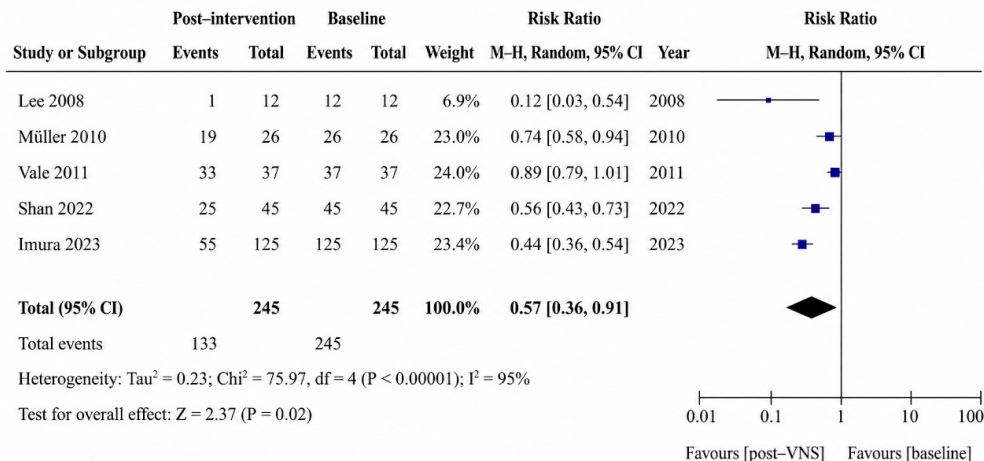 Post–intervention Baseline Risk Ratio Risk Ratio
Study or Subgroup Events Total Events Total Weight M–H, Random, 95% CI Year M–H, Random, 95% CI
Lee 2008 1 12 12 12 6.9% 0.12 [0.03, 0.54] 2008
Müller 2010 19 26 26 26 23.0% 0.74 [0.58, 0.94] 2010
Vale 2011 33 37 37 37 24.0% 0.89 [0.79, 1.01] 2011
Shan 2022 25 45 45 45 22.7% 0.56 [0.43, 0.73] 2022
Imura 2023 55 125 125 125 23.4% 0.44 [0.36, 0.54] 2023
Total (95% CI) 245 245 100.0% 0.57 [0.36, 0.91]
Total events 133 245
Heterogeneity: Tau² = 0.23; Chi² = 75.97, df = 4 (P < 0.00001); I² = 95%
Test for overall effect: Z = 2.37 (P = 0.02)
0.01 0.1 1 10 100
Favours [post–VNS] Favours [baseline]